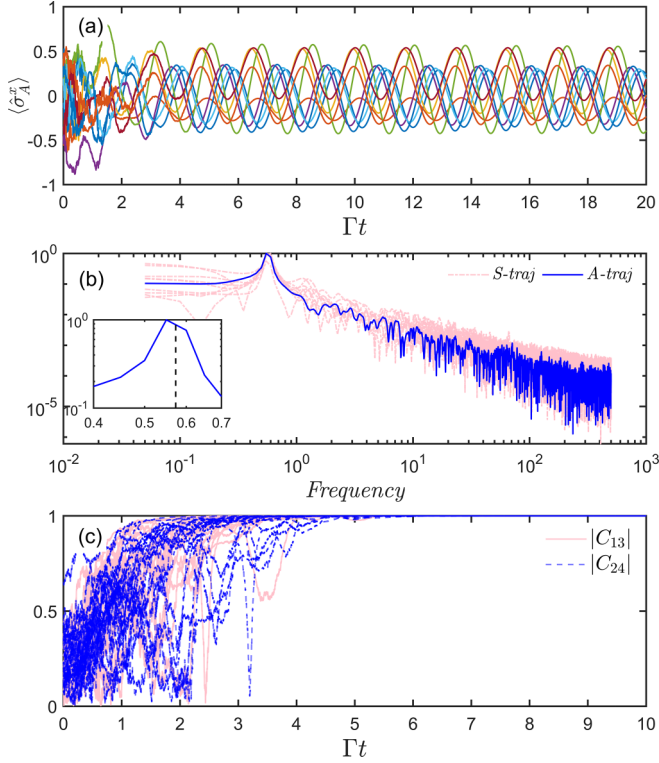 (a)
1
0.5
0
-0.5
-1
⟨σ̂ˣ_A⟩
0 2 4 6 8 10 12 14 16 18 20
Γt
(b)
S-traj A-traj
10⁰
10⁻⁵
10⁰
10⁻¹
0.4 0.5 0.6 0.7
10⁻² 10⁻¹ 10⁰ 10¹ 10² 10³
Frequency
(c)
|C₁₃|
|C₂₄|
1
0.5
0
0 1 2 3 4 5 6 7 8 9 10
Γt